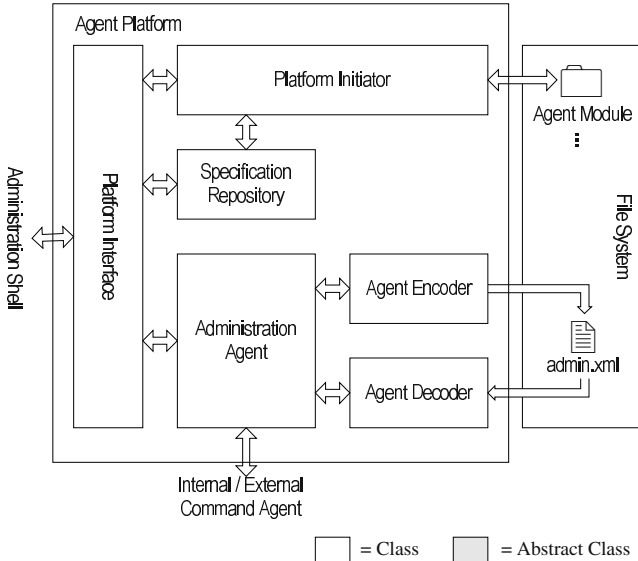 Agent Platform
Platform Initiator
Agent Module
...
Specification
Repository
Administration Shell
Platform Interface
File System
Administration
Agent
Agent Encoder
admin.xml
Agent Decoder
Internal / External
Command Agent
= Class
= Abstract Class